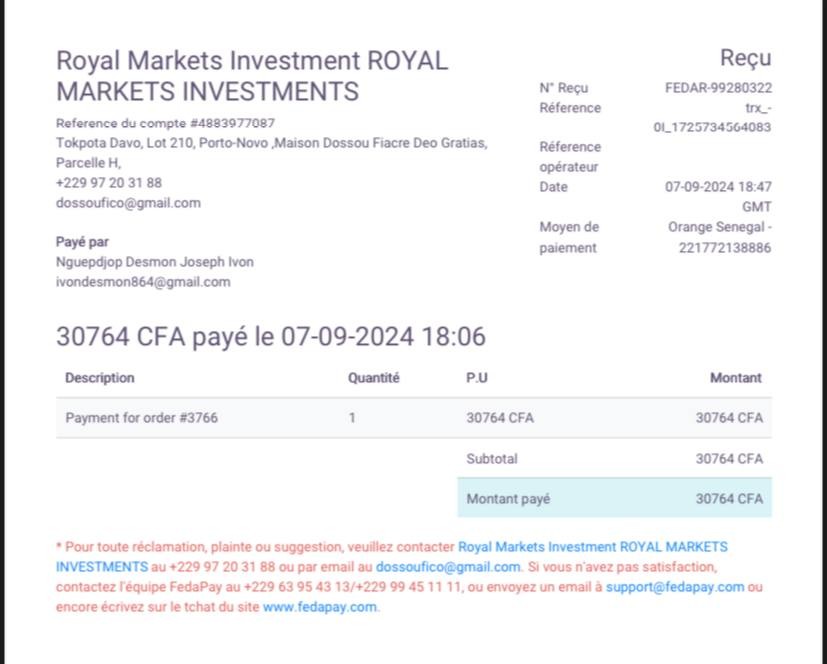 Royal Markets Investment ROYAL
MARKETS INVESTMENTS
Reference du compte #4883977087
Tokpota Davo, Lot 210, Porto-Novo ,Maison Dossou Fiacre Deo Gratias,
Parcelle H,
+229 97 20 31 88
dossoufico@gmail.com
Payé par
Nguepdjop Desmon Joseph Ivon
ivondesmon864@gmail.com
Reçu
N° Reçu FEDAR-99280322
Réference trx_-
0I_1725734564083
Réference
opérateur
Date 07-09-2024 18:47
GMT
Moyen de Orange Senegal -
paiement 221772138886
30764 CFA payé le 07-09-2024 18:06
Description Quantité P.U Montant
Payment for order #3766 1 30764 CFA 30764 CFA
Subtotal 30764 CFA
Montant payé 30764 CFA
* Pour toute réclamation, plainte ou suggestion, veuillez contacter Royal Markets Investment ROYAL MARKETS
INVESTMENTS au +229 97 20 31 88 ou par email au dossoufico@gmail.com. Si vous n'avez pas satisfaction,
contactez l'équipe FedaPay au +229 63 95 43 13/+229 99 45 11 11, ou envoyez un email à support@fedapay.com ou
encore écrivez sur le tchat du site www.fedapay.com.